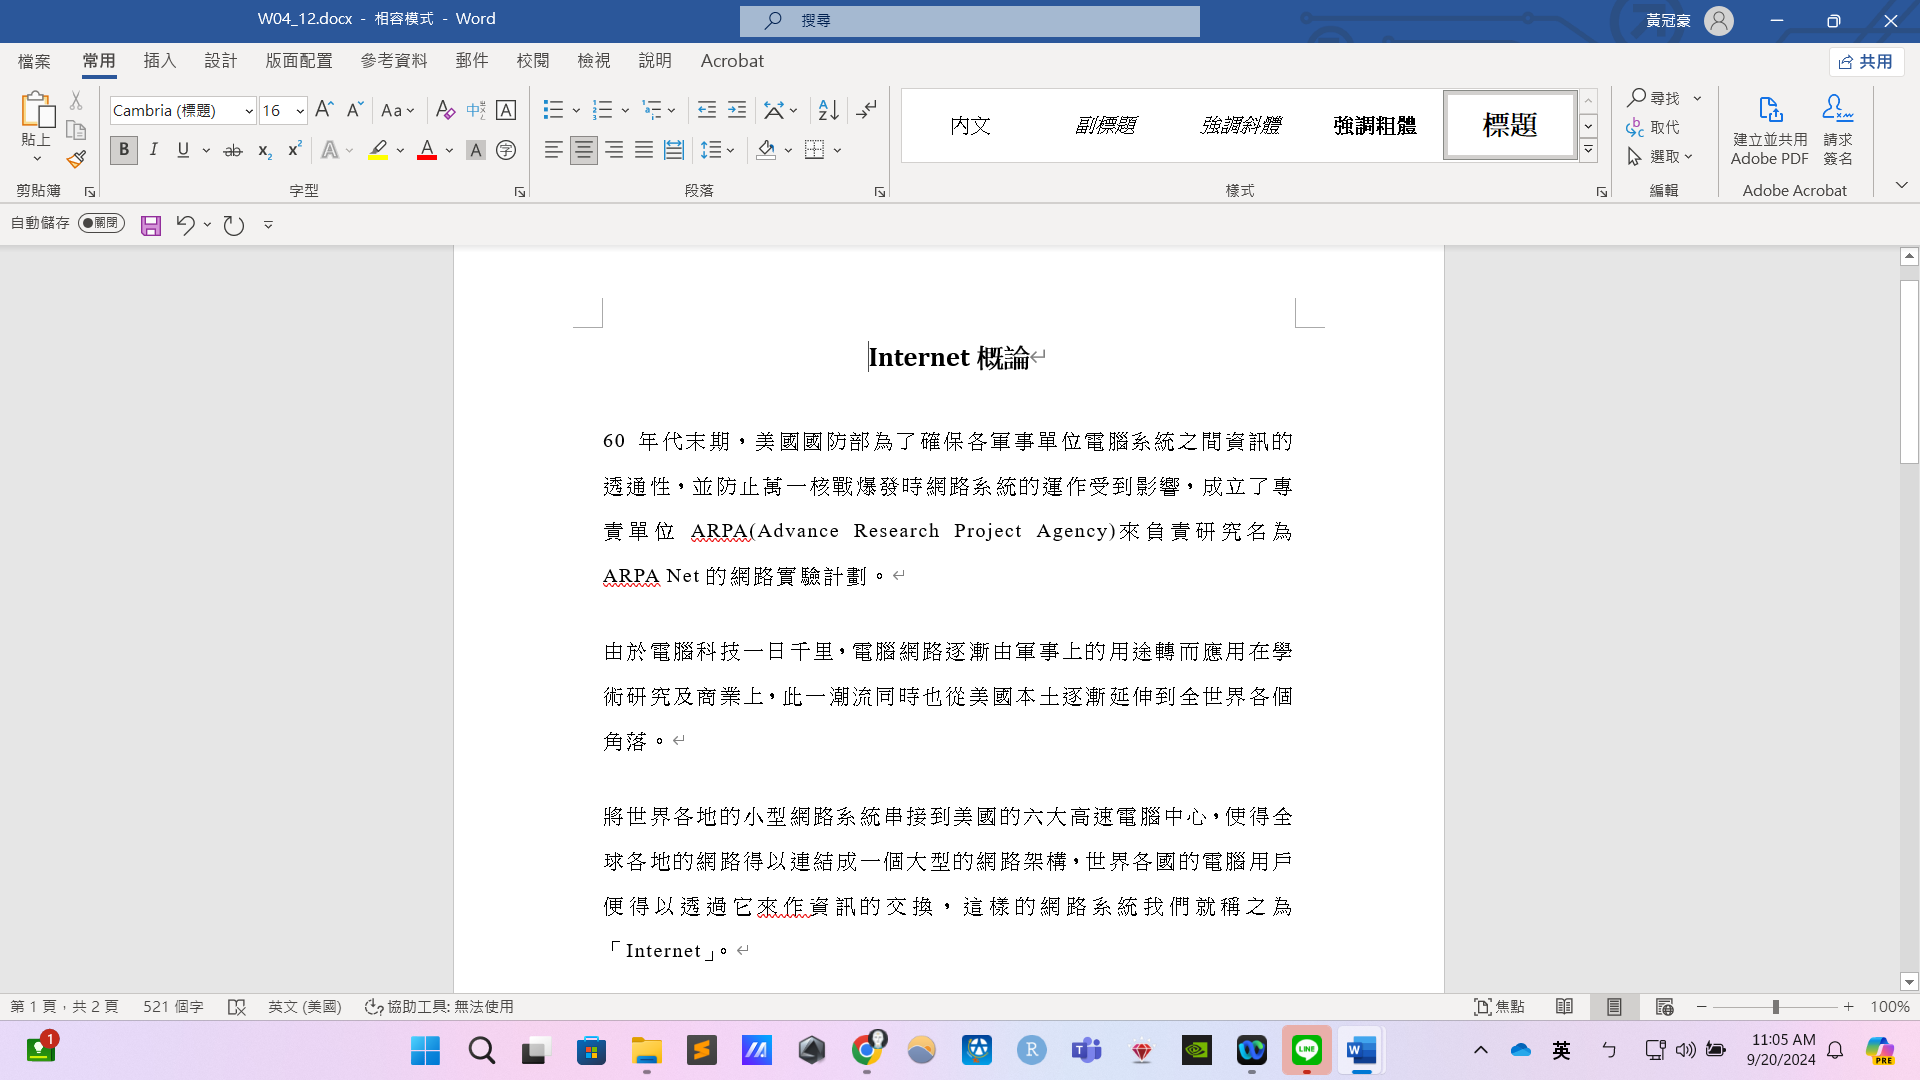 W04_12.docx - 相容模式 - Word
搜尋
黃冠豪
檔案 常用 插入 設計 版面配置 參考資料 郵件 校閱 檢視 說明 Acrobat
共用
Cambria (標題) 16
貼上
剪貼簿
字型
段落
內文 副標題 強調斜體 強調粗體 標題
樣式
尋找
取代
選取
編輯
建立並共用 Adobe PDF
請求 簽名
Adobe Acrobat
自動儲存 關閉
Internet 概論
60 年代末期，美國國防部為了確保各軍事單位電腦系統之間資訊的
透通性，並防止萬一核戰爆發時網路系統的運作受到影響，成立了專
責單位 ARPA(Advance Research Project Agency)來負責研究名為
ARPA Net 的網路實驗計劃。
由於電腦科技一日千里，電腦網路逐漸由軍事上的用途轉而應用在學
術研究及商業上，此一潮流同時也從美國本土逐漸延伸到全世界各個
角落。
將世界各地的小型網路系統串接到美國的六大高速電腦中心，使得全
球各地的網路得以連結成一個大型的網路架構，世界各國的電腦用戶
便得以透過它來作資訊的交換，這樣的網路系統我們就稱之為
「Internet」。
第 1 頁，共 2 頁 521 個字 英文 (美國) 協助工具: 無法使用
焦點 100%
1
英
11:05 AM
9/20/2024
PRE